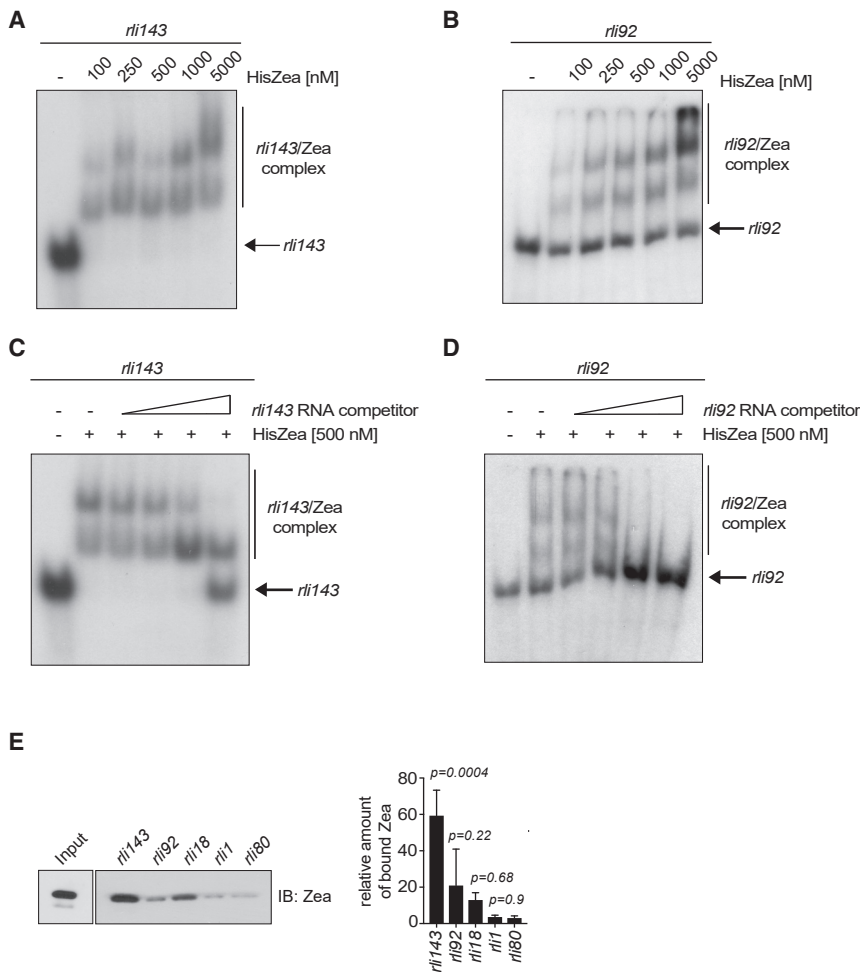 A
rli143
- 100 250 500 1000 5000 HisZea [nM]
rli143/Zea
complex
rli143
B
rli92
- 100 250 500 1000 5000 HisZea [nM]
rli92/Zea
complex
rli92
C
rli143
- - rli143 RNA competitor
- + + + + + HisZea [500 nM]
rli143/Zea
complex
rli143
D
rli92
- - rli92 RNA competitor
- + + + + + HisZea [500 nM]
rli92/Zea
complex
rli92
E
Input rli143 rli92 rli18 rli1 rli80
IB: Zea
relative amount
of bound Zea
80
60
40
20
0
p=0.0004
p=0.22
p=0.68
p=0.9
rli143 rli92 rli18 rli1 rli80